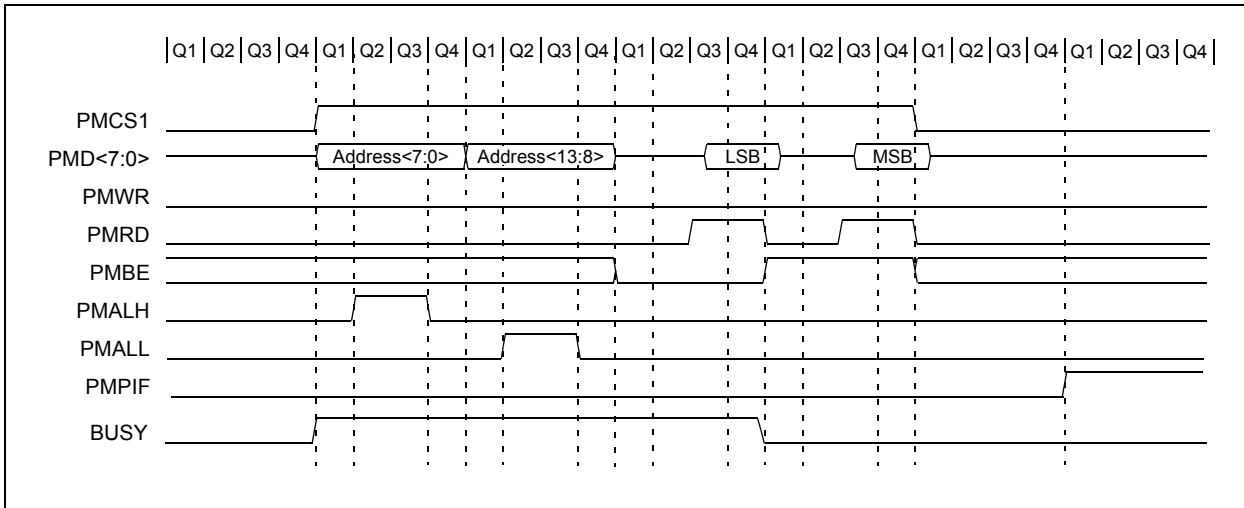 Q1 Q2 Q3 Q4 Q1 Q2 Q3 Q4 Q1 Q2 Q3 Q4 Q1 Q2 Q3 Q4 Q1 Q2 Q3 Q4 Q1 Q2 Q3 Q4 Q1 Q2 Q3 Q4
PMCS1
PMD<7:0> Address<7:0> Address<13:8> LSB MSB
PMWR
PMRD
PMBE
PMALH
PMALL
PMPIF
BUSY